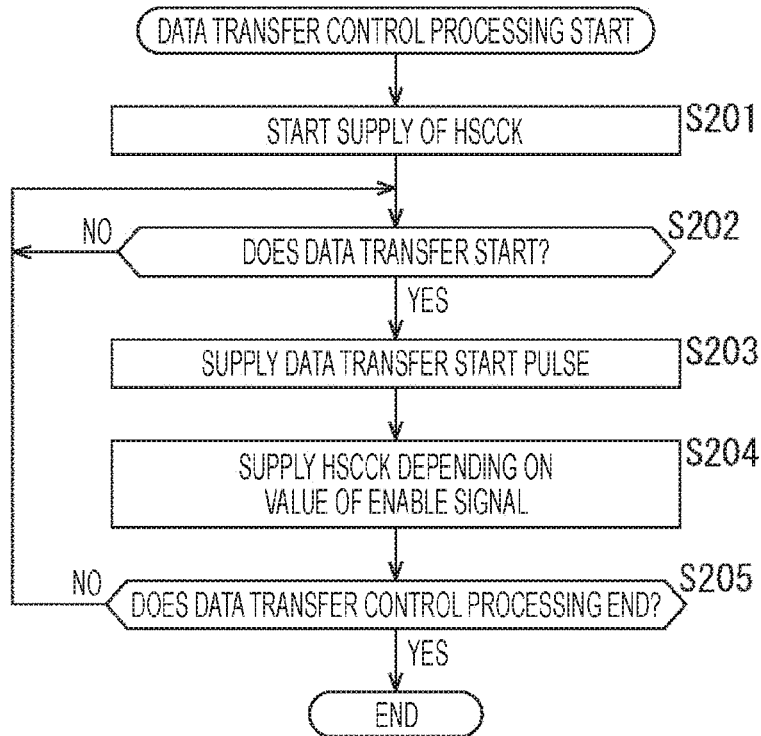 DATA TRANSFER CONTROL PROCESSING START
START SUPPLY OF HSCCK
S201
NO
DOES DATA TRANSFER START?
S202
YES
SUPPLY DATA TRANSFER START PULSE
S203
SUPPLY HSCCK DEPENDING ON
VALUE OF ENABLE SIGNAL
S204
NO
DOES DATA TRANSFER CONTROL PROCESSING END?
S205
YES
END